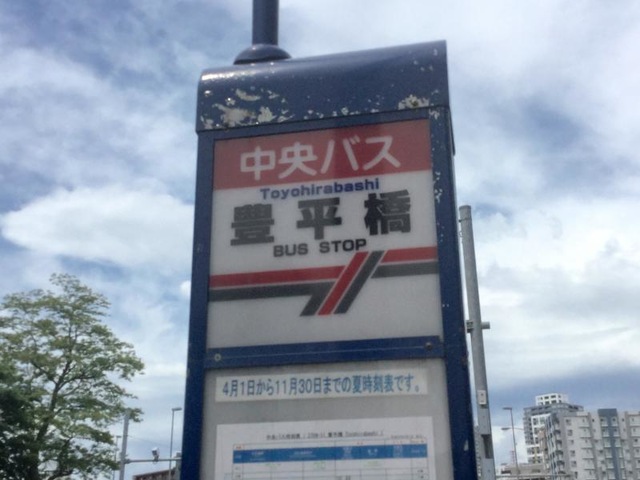 中央バス
Toyohirabashi
豊平橋
BUS STOP
4月1日から11月30日までの夏時刻表です。